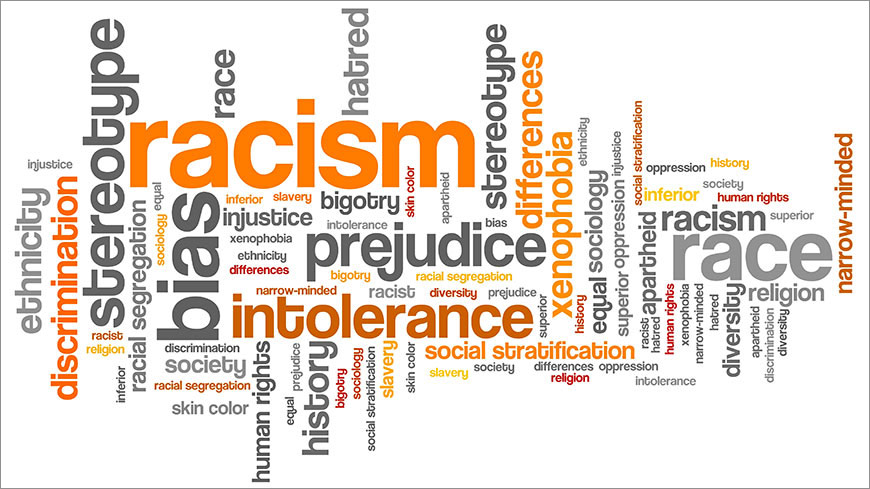 racism
stereotype
race
hatred
stereotype
differences
ethnicity
social stratification
injustice
oppression
history
narrow-minded
injustice
ethnicity
discrimination
racial segregation
equal
sociology
bias
inferior
slavery
bigotry
skin color
apartheid
society
inferior
human rights
injustice
intolerance
bias
xenophobia
sociology
oppression
racism
superior
xenophobia
ethnicity
differences
prejudice
race
bigotry
racial segregation
narrow-minded
racist
diversity
prejudice
religion
intolerance
superior
history
equal
superior
apartheid
racist
hatred
human rights
xenophobia
narrow-minded
hatred
diversity
apartheid
discrimination
diversity
racist
religion
inferior
discrimination
society
racial segregation
skin color
human rights
prejudice
equal
history
bigotry
sociology
social stratification
slavery
skin color
social stratification
slavery
society
differences
oppression
religion
intolerance